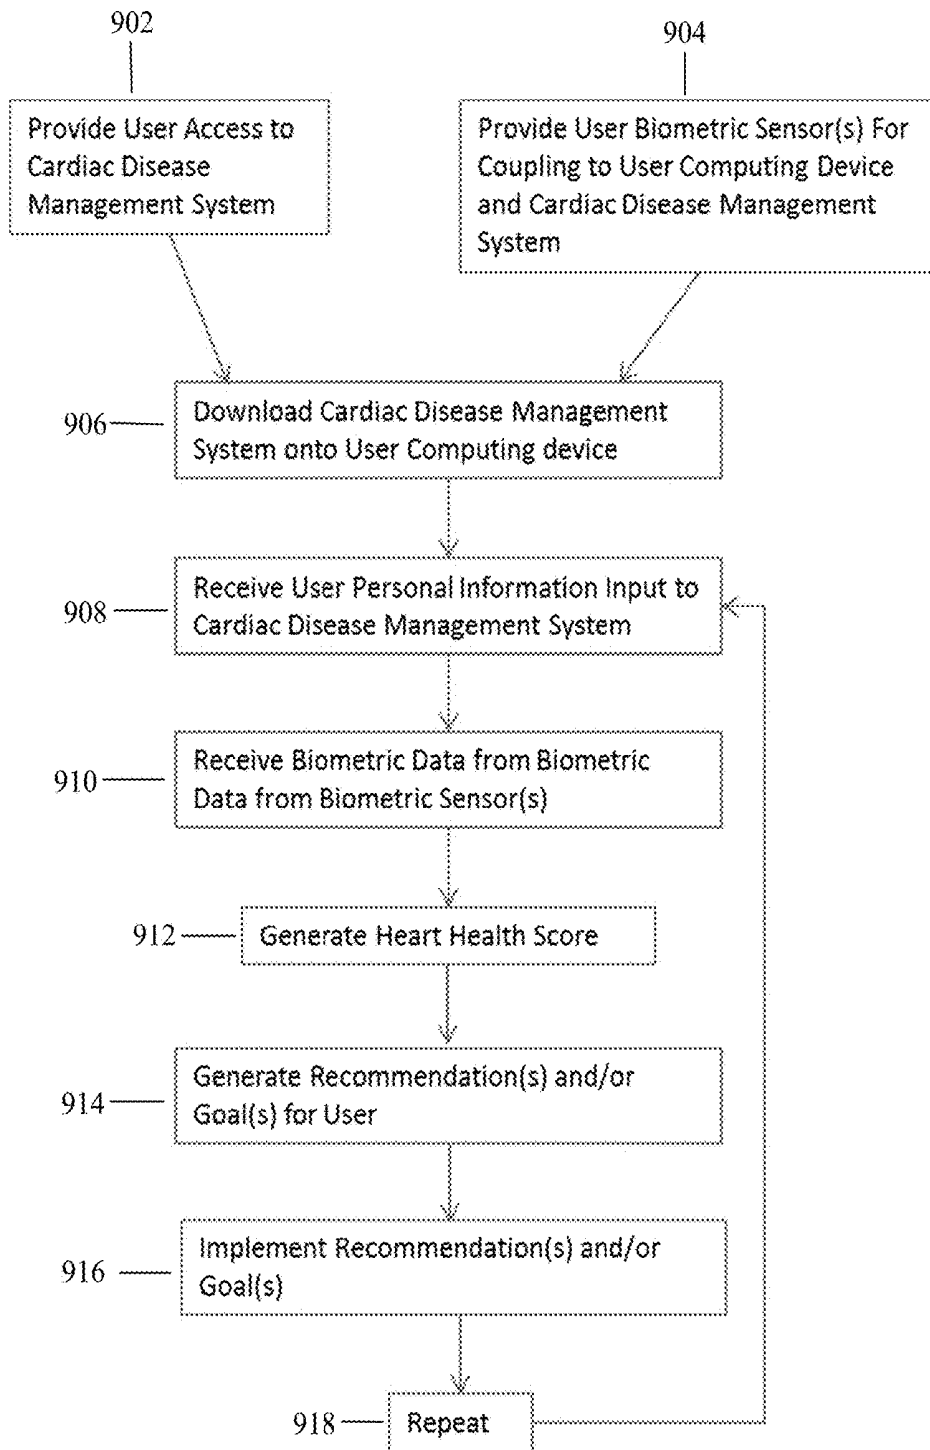 902
904
Provide User Access to
Cardiac Disease
Management System
Provide User Biometric Sensor(s) For
Coupling to User Computing Device
and Cardiac Disease Management
System
906
Download Cardiac Disease Management
System onto User Computing device
908
Receive User Personal Information Input to
Cardiac Disease Management System
910
Receive Biometric Data from Biometric
Data from Biometric Sensor(s)
912
Generate Heart Health Score
914
Generate Recommendation(s) and/or
Goal(s) for User
916
Implement Recommendation(s) and/or
Goal(s)
918
Repeat